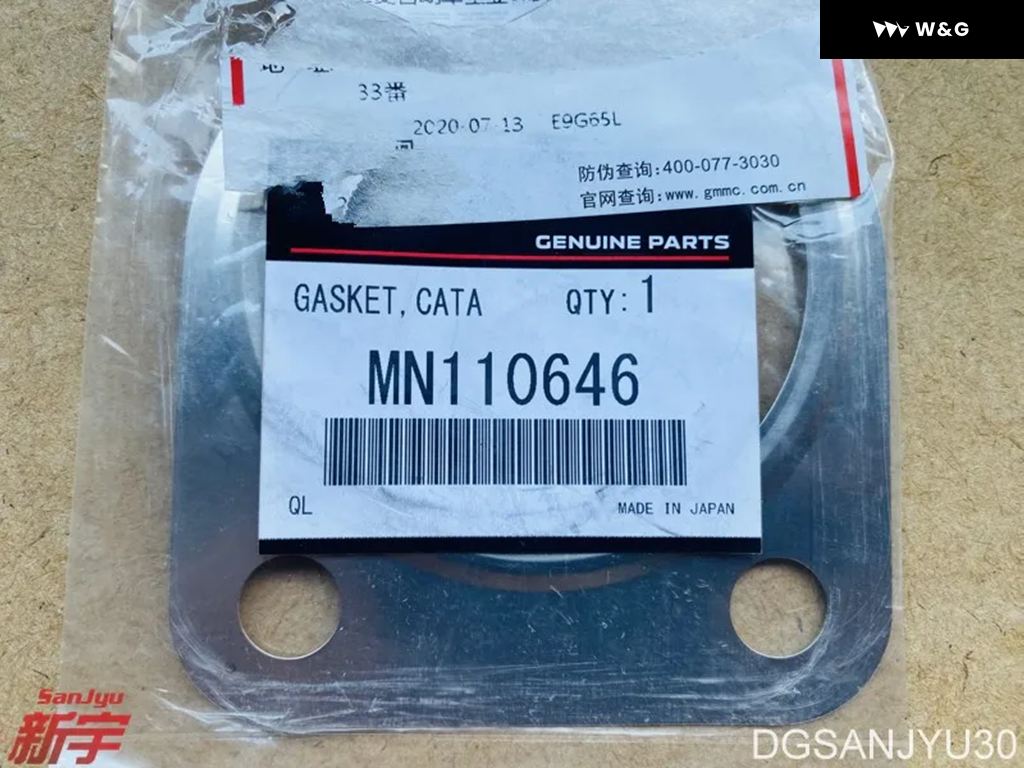 W&G
33番
2020-07-13 E9G65L
防伪查询:400-077-3030
官网查询:www.gmmc.com.cn
GENUINE PARTS
GASKET,CATA QTY:1
MN110646
QL MADE IN JAPAN
SanJyu
新宇
DGSANJYU30